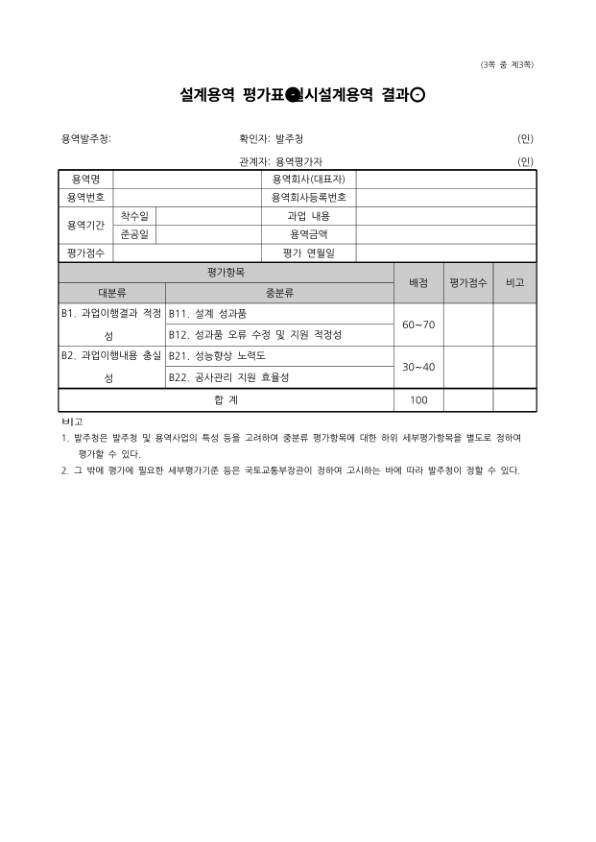 (3쪽 중 제3쪽)
설계용역 평가표 시설계용역 결과
용역발주청: 확인자: 발주청 (인)
관계자: 용역평가자 (인)
용역명 용역회사(대표자)
용역번호 용역회사등록번호
용역기간 착수일 과업 내용
준공일 용역금액
평가점수 평가 연월일
평가항목 배점 평가점수 비고
대분류 중분류
B1. 과업이행결과 적정성 B11. 설계 성과품 60~70
B12. 성과품 오류 수정 및 지원 적정성
B2. 과업이행내용 충실성 B21. 성능향상 노력도 30~40
B22. 공사관리 지원 효율성
합 계 100
비고
1. 발주청은 발주청 및 용역사업의 특성 등을 고려하여 중분류 평가항목에 대한 하위 세부평가항목을 별도로 정하여
평가할 수 있다.
2. 그 밖에 평가에 필요한 세부평가기준 등은 국토교통부장관이 정하여 고시하는 바에 따라 발주청이 정할 수 있다.